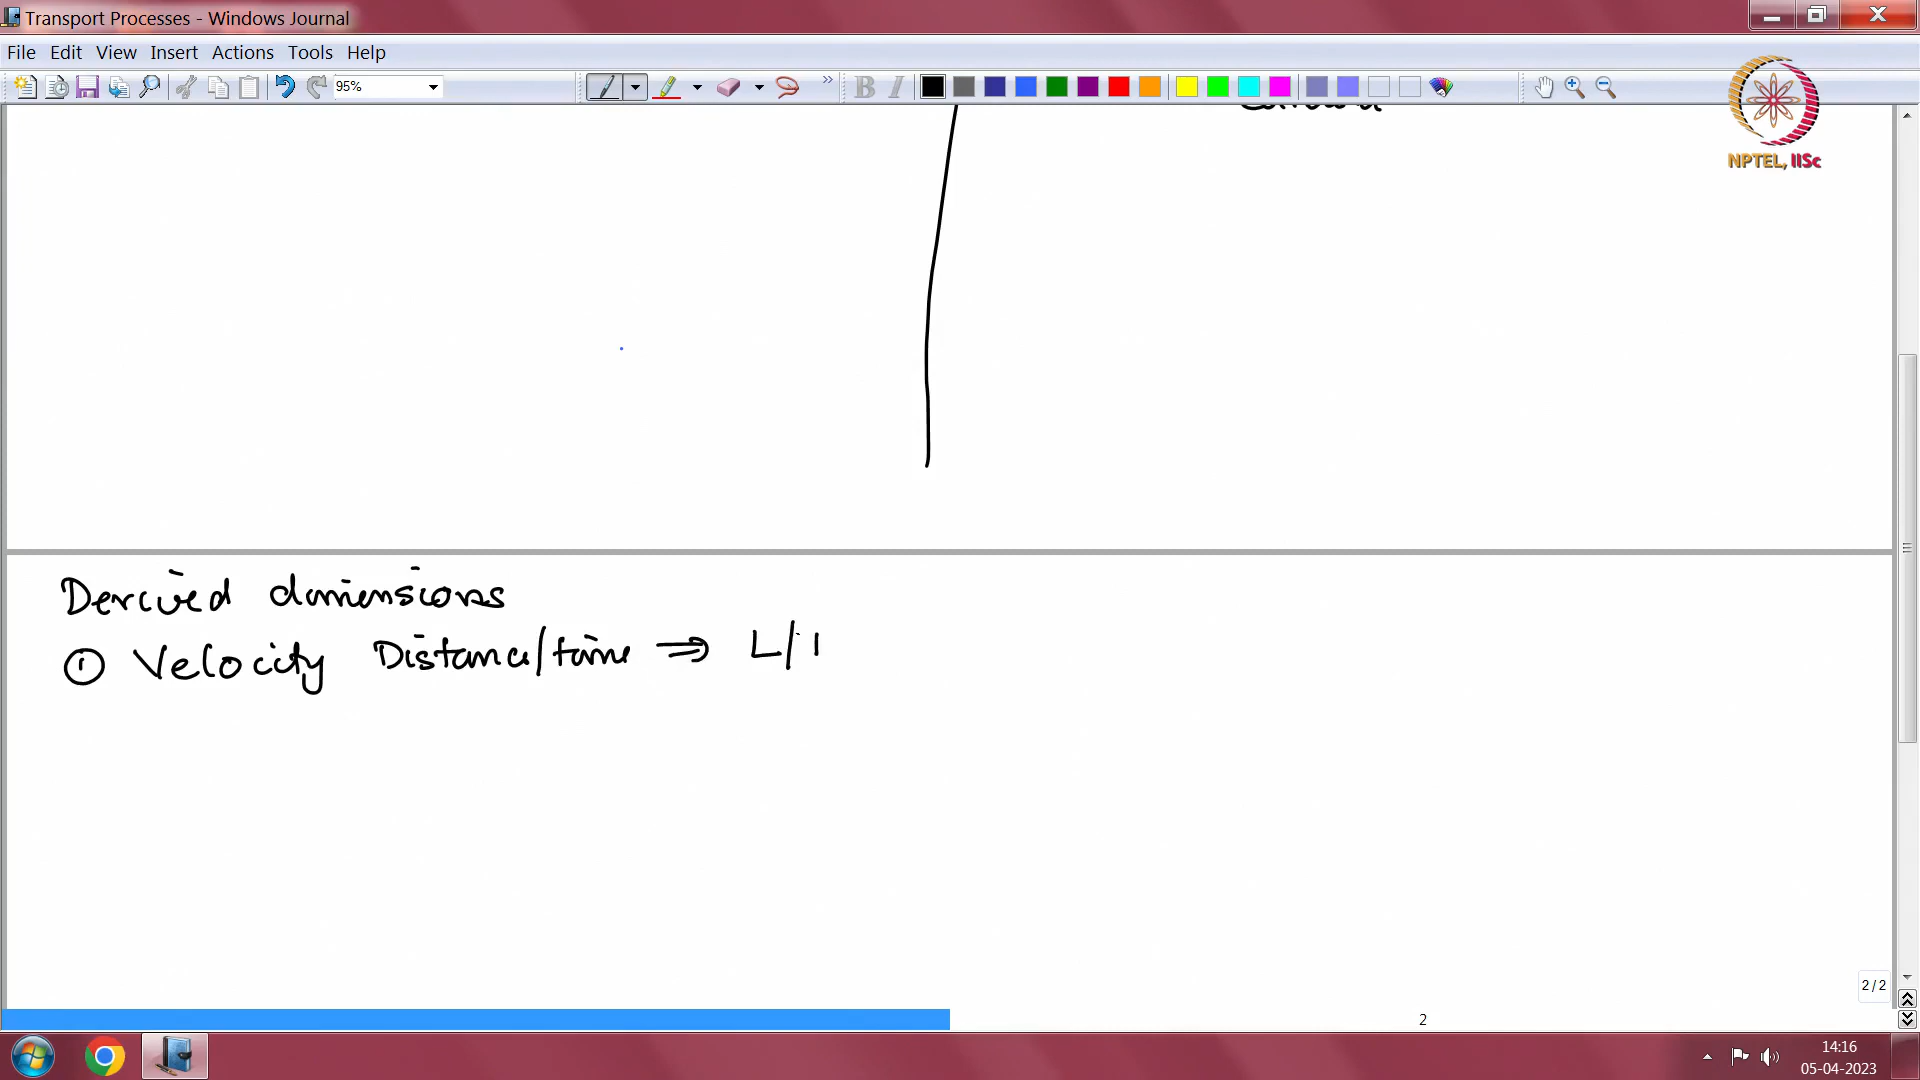 Transport Processes - Windows Journal
File Edit View Insert Actions Tools Help
95%
NPTEL, IISc
Derived dimensions
① Velocity Distance/time ⇒ L/
2 / 2
2
14:16
05-04-2023